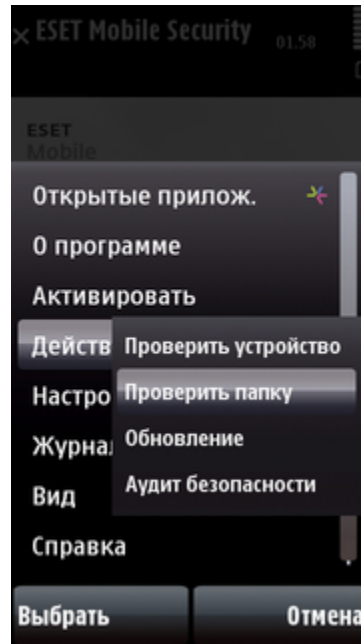 ESET Mobile Security 01.58
ESET
Mobile
Открытые прилож.
О программе
Активировать
Действ
Проверить устройство
Проверить папку
Обновление
Аудит безопасности
Настро
Журнал
Вид
Справка
Выбрать Отмена